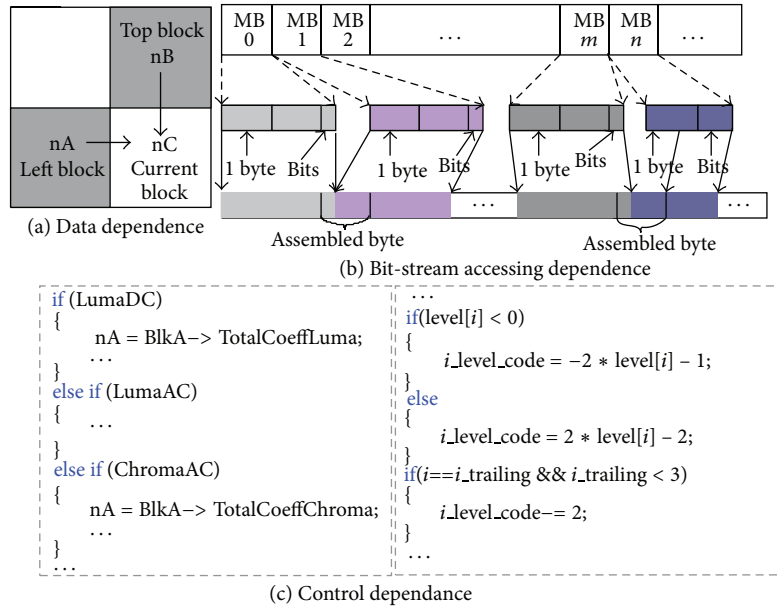 Top block
nB
nA
Left block
nC
Current
block
(a) Data dependence
MB
0
MB
1
MB
2
...
MB
m
MB
n
...
1 byte
Bits
1 byte
Bits
1 byte
Bits
1 byte
Bits
...
...
Assembled byte
Assembled byte
(b) Bit-stream accessing dependence
if (LumaDC)
{
nA = BlkA−> TotalCoeffLuma;
...
}
else if (LumaAC)
{
...
}
else if (ChromaAC)
{
nA = BlkA−> TotalCoeffChroma;
...
}
...
...
if(level[i] < 0)
{
i_level_code = −2 * level[i] − 1;
}
else
{
i_level_code = 2 * level[i] − 2;
}
if(i==i_trailing && i_trailing < 3)
{
i_level_code−= 2;
}
...
(c) Control dependance